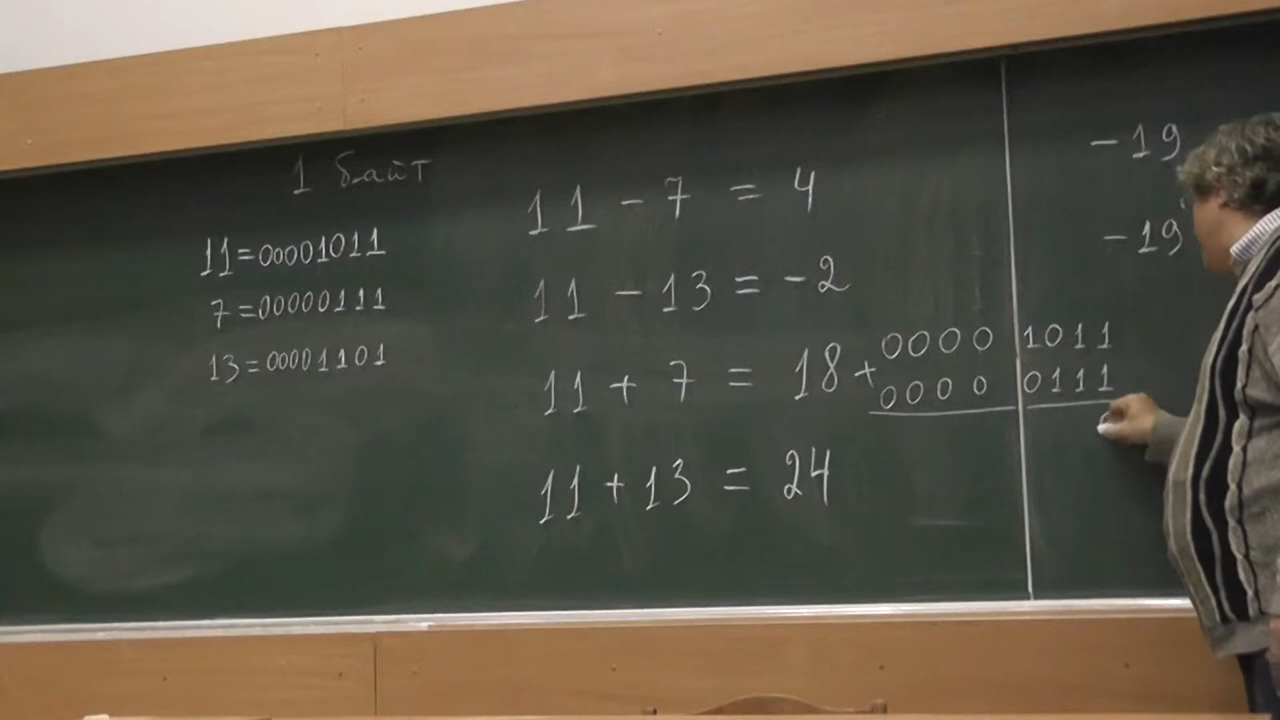 1 байт
11=00001011
7=00000111
13=00001101
11 - 7 = 4
11 - 13 = -2
11 + 7 = 18
11 + 13 = 24
+ 0000 1011
0000 0111
-19
-19